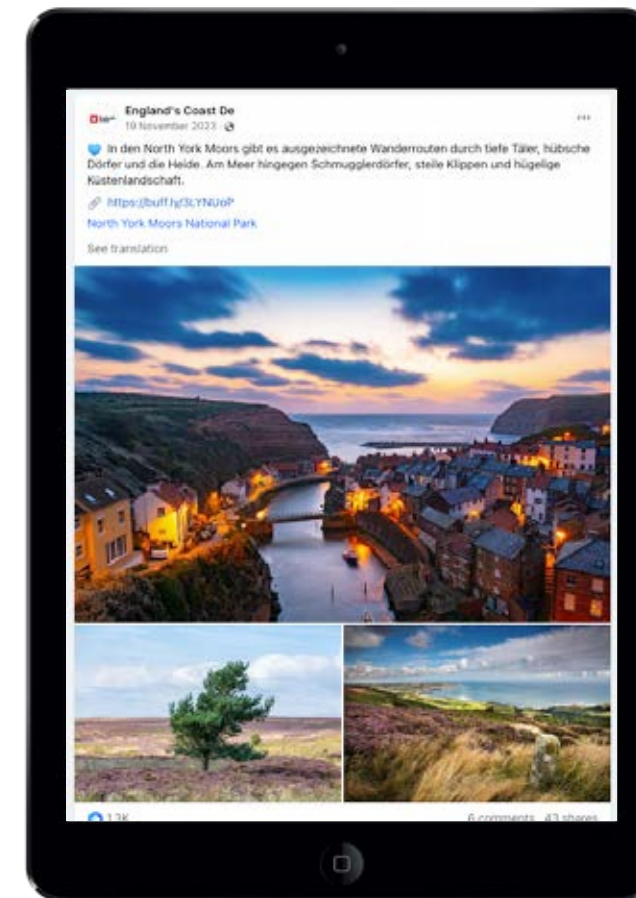 England's Coast De
19 November 2023
In den North York Moors gibt es ausgezeichnete Wanderrouten durch tiefe Täler, hübsche
Dörfer und die Heide. Am Meer hingegen Schmugglerdörfer, steile Klippen und hügelige
Küstenlandschaft.
https://buff.ly/3LYNUoP
North York Moors National Park
See translation
1.3K
6 comments 43 shares